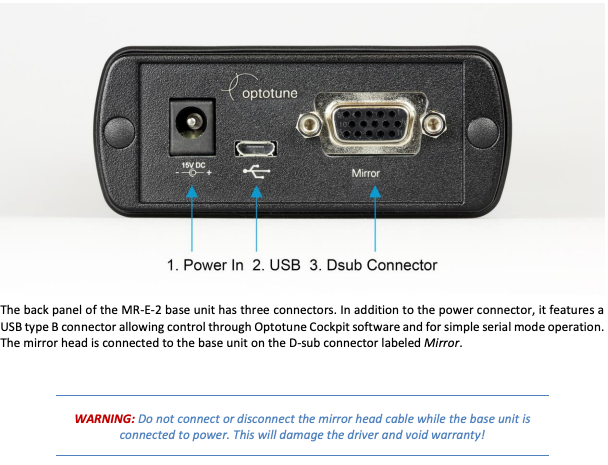 optotune
15V DC
- +
Mirror
1. Power In 2. USB 3. Dsub Connector
The back panel of the MR-E-2 base unit has three connectors. In addition to the power connector, it features a
USB type B connector allowing control through Optotune Cockpit software and for simple serial mode operation.
The mirror head is connected to the base unit on the D-sub connector labeled Mirror.
WARNING: Do not connect or disconnect the mirror head cable while the base unit is
connected to power. This will damage the driver and void warranty!